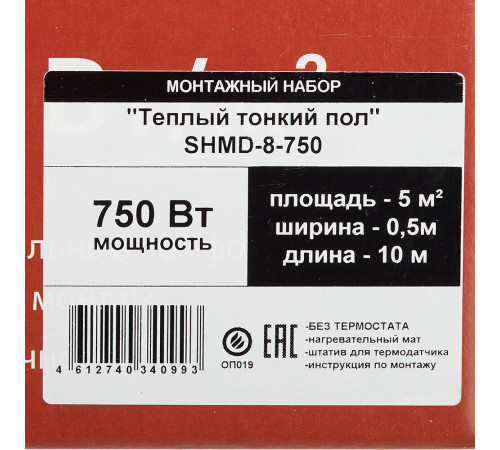 МОНТАЖНЫЙ НАБОР
"Теплый тонкий пол"
SHMD-8-750
750 Вт
мощность
площадь - 5 м²
ширина - 0,5м
длина - 10 м
-БЕЗ ТЕРМОСТАТА
-нагревательный мат
-штатив для термодатчика
-инструкция по монтажу
ОП019
EAC
4 612740 340993